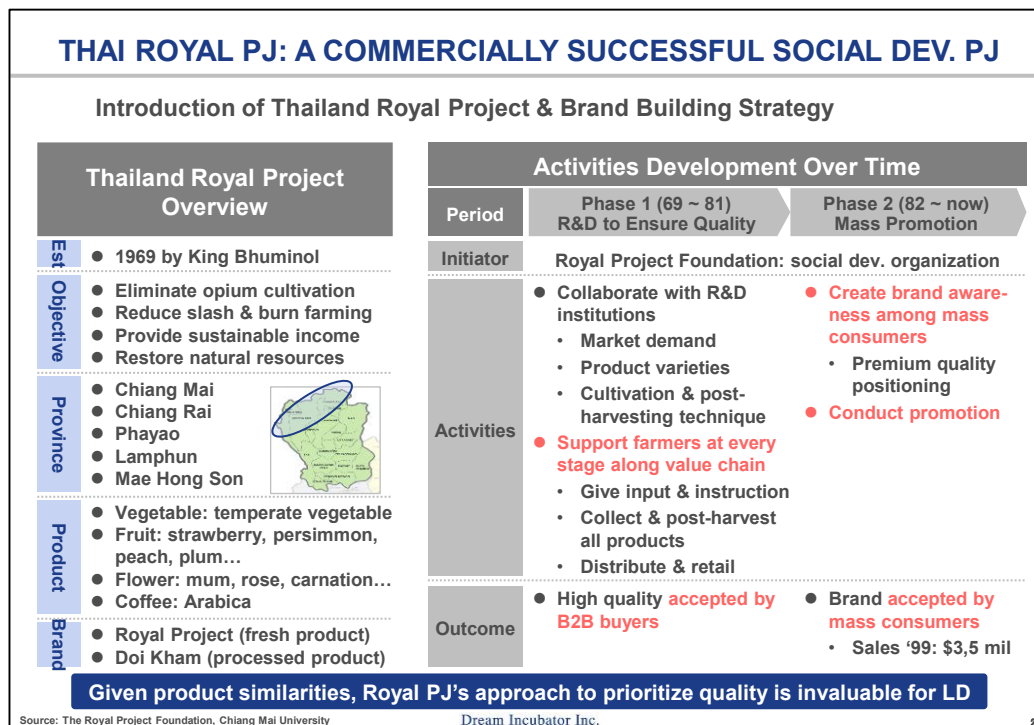 THAI ROYAL PJ: A COMMERCIALLY SUCCESSFUL SOCIAL DEV. PJ
Introduction of Thailand Royal Project & Brand Building Strategy
Thailand Royal Project
Overview
Est
● 1969 by King Bhuminol
Objective
● Eliminate opium cultivation
● Reduce slash & burn farming
● Provide sustainable income
● Restore natural resources
Province
● Chiang Mai
● Chiang Rai
● Phayao
● Lamphun
● Mae Hong Son
Product
● Vegetable: temperate vegetable
● Fruit: strawberry, persimmon,
peach, plum…
● Flower: mum, rose, carnation…
● Coffee: Arabica
Brand
● Royal Project (fresh product)
● Doi Kham (processed product)
Activities Development Over Time
Period
Phase 1 (69 ~ 81)
R&D to Ensure Quality
Phase 2 (82 ~ now)
Mass Promotion
Initiator
Royal Project Foundation: social dev. organization
Activities
● Collaborate with R&D
institutions
• Market demand
• Product varieties
• Cultivation & post-
harvesting technique
● Support farmers at every
stage along value chain
• Give input & instruction
• Collect & post-harvest
all products
• Distribute & retail
● Create brand aware-
ness among mass
consumers
• Premium quality
positioning
● Conduct promotion
Outcome
● High quality accepted by
B2B buyers
● Brand accepted by
mass consumers
• Sales ‘99: $3,5 mil
Given product similarities, Royal PJ’s approach to prioritize quality is invaluable for LD
Source: The Royal Project Foundation, Chiang Mai University
Dream Incubator Inc.